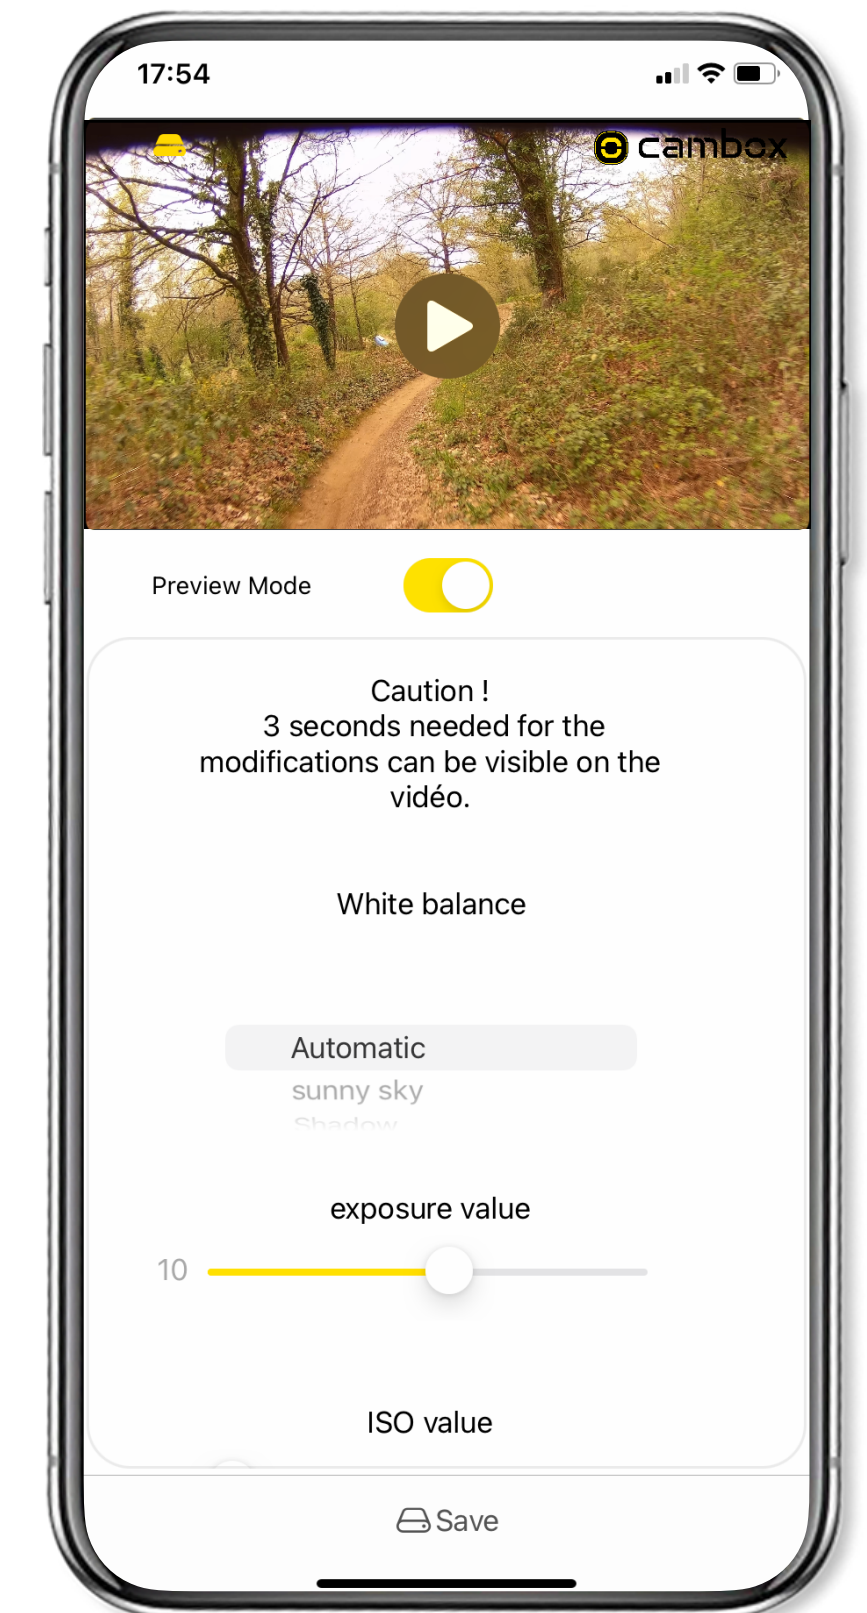 17:54
cambox
Preview Mode
Caution !
3 seconds needed for the
modifications can be visible on the
vidéo.
White balance
Automatic
sunny sky
Shadow
exposure value
10
ISO value
Save